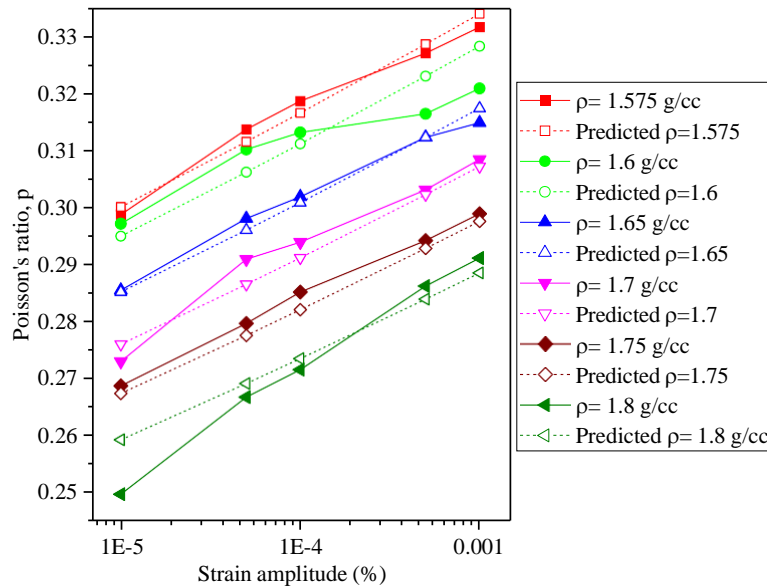 0.33
0.32
0.31
0.30
0.29
0.28
0.27
0.26
0.25
Poisson's ratio, p
1E-5
1E-4
0.001
Strain amplitude (%)
ρ= 1.575 g/cc
Predicted ρ=1.575
ρ= 1.6 g/cc
Predicted ρ=1.6
ρ= 1.65 g/cc
Predicted ρ=1.65
ρ= 1.7 g/cc
Predicted ρ=1.7
ρ= 1.75 g/cc
Predicted ρ=1.75
ρ= 1.8 g/cc
Predicted ρ= 1.8 g/cc